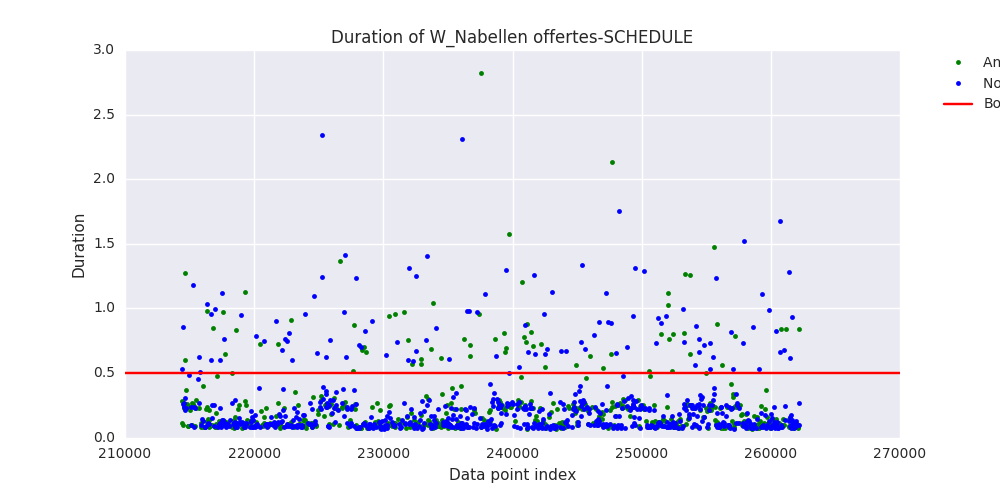 Duration of W_Nabellen offertes-SCHEDULE
3.0
2.5
2.0
1.5
1.0
0.5
0.0
Duration
210000 220000 230000 240000 250000 260000 270000
Data point index
An
No
Bo